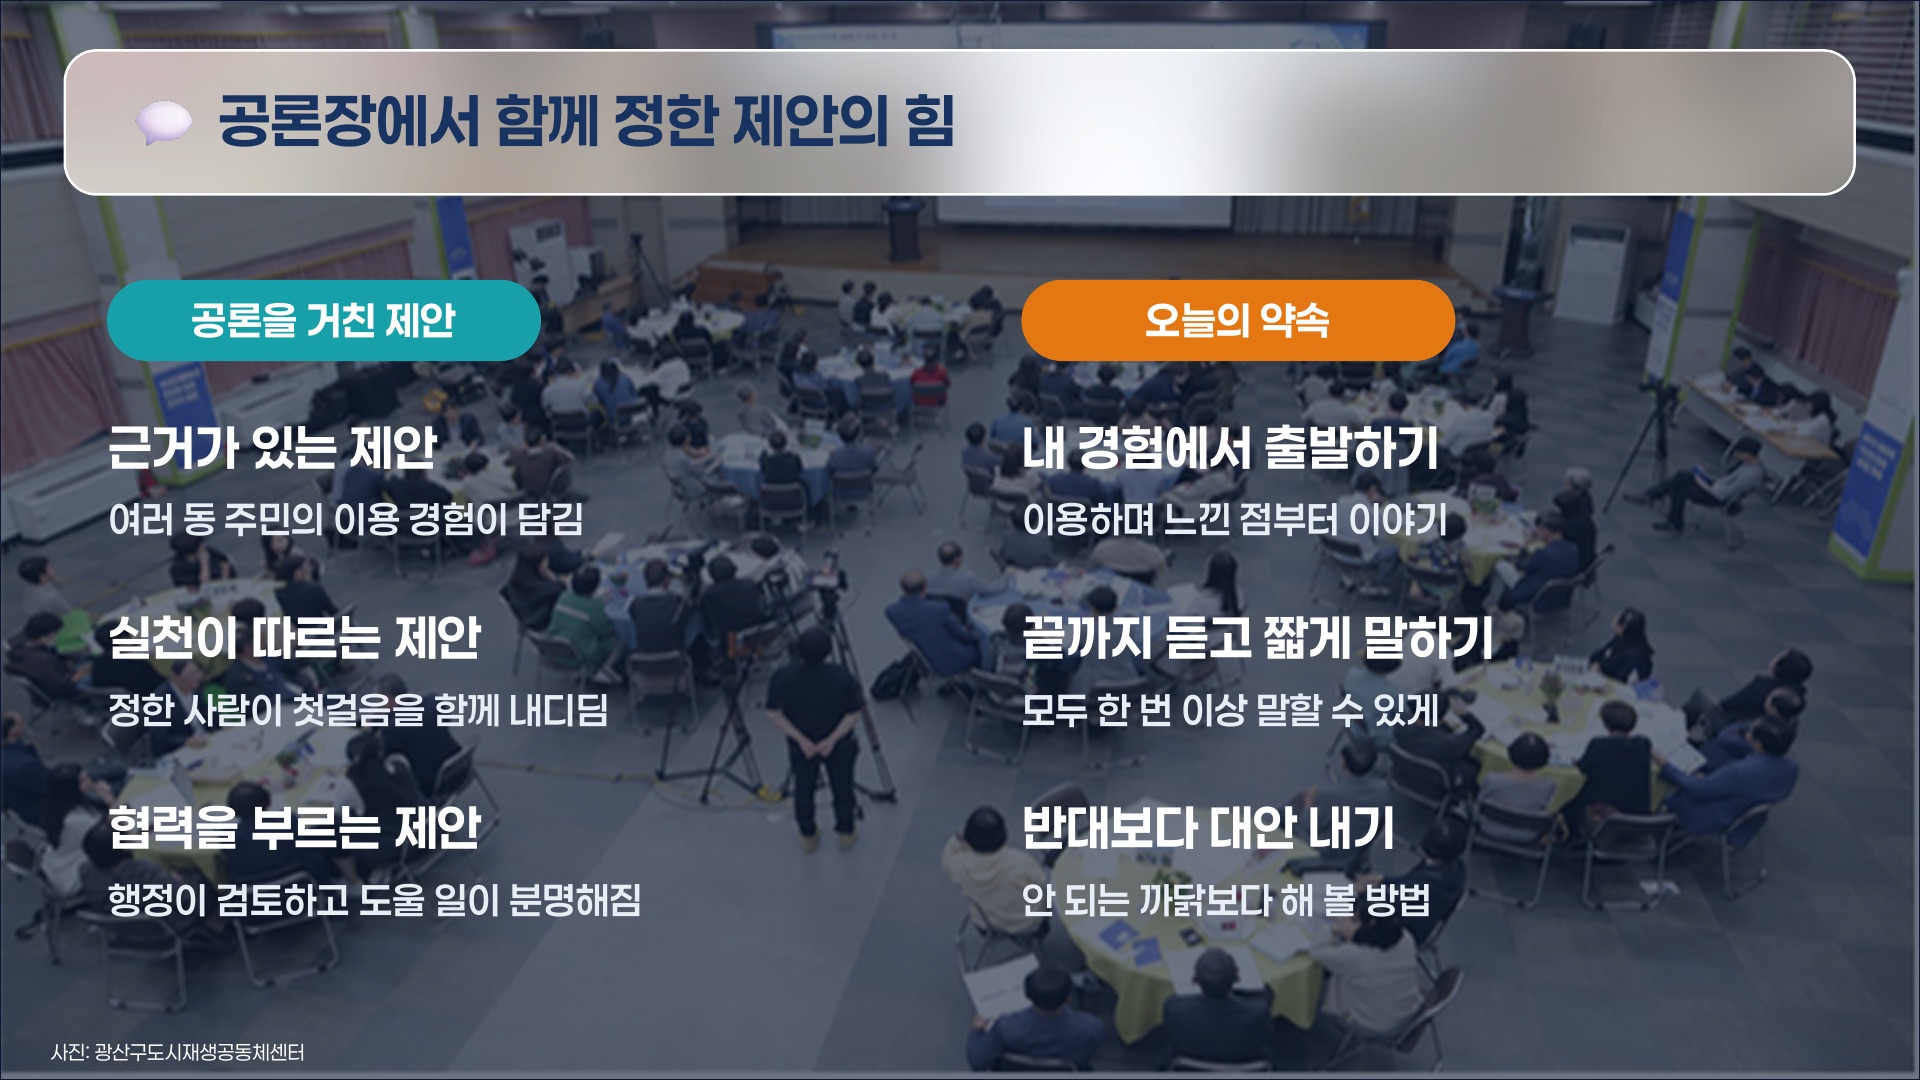 공론장에서 함께 정한 제안의 힘
공론을 거친 제안
근거가 있는 제안
여러 동 주민의 이용 경험이 담김
실천이 따르는 제안
정한 사람이 첫걸음을 함께 내디딤
협력을 부르는 제안
행정이 검토하고 도울 일이 분명해짐
오늘의 약속
내 경험에서 출발하기
이용하며 느낀 점부터 이야기
끝까지 듣고 짧게 말하기
모두 한 번 이상 말할 수 있게
반대보다 대안 내기
안 되는 까닭보다 해 볼 방법
사진: 광산구도시재생공동체센터